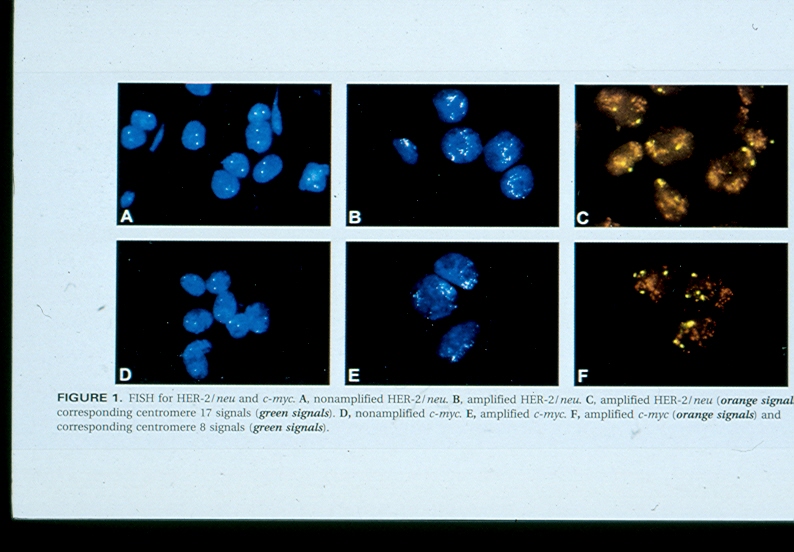 A
B
C
D
E
F
FIGURE 1. FISH for HER-2/neu and c-myc. A, nonamplified HER-2/neu. B, amplified HER-2/neu. C, amplified HER-2/neu (orange signal
corresponding centromere 17 signals (green signals). D, nonamplified c-myc. E, amplified c-myc. F, amplified c-myc (orange signals) and
corresponding centromere 8 signals (green signals).